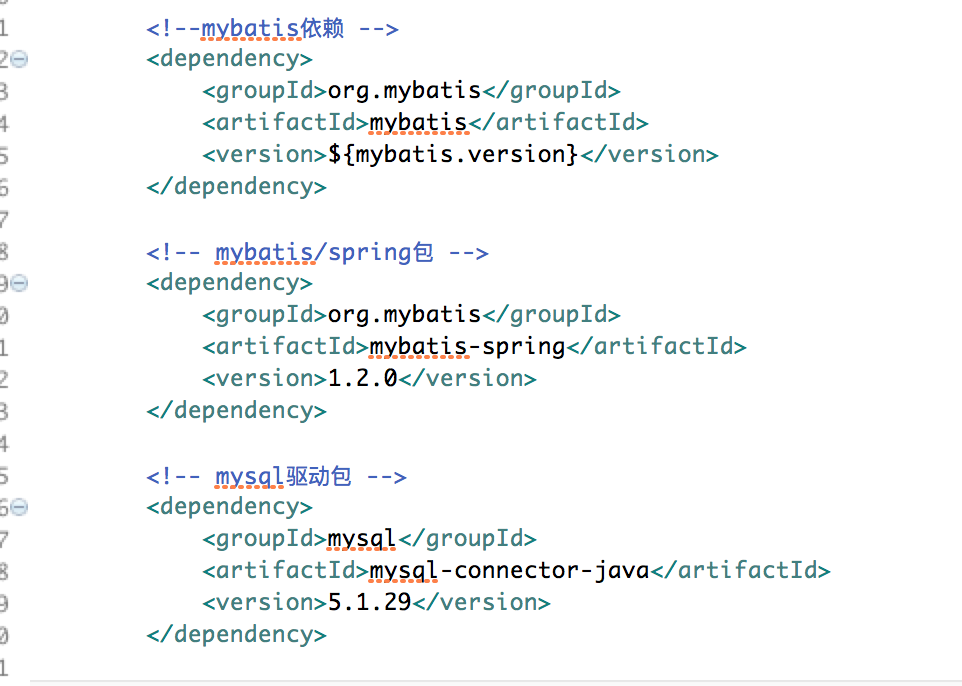 1 <!--mybatis依赖 -->
2 <dependency>
3 <groupId>org.mybatis</groupId>
4 <artifactId>mybatis</artifactId>
5 <version>${mybatis.version}</version>
6 </dependency>
7
8 <!-- mybatis/spring包 -->
9 <dependency>
0 <groupId>org.mybatis</groupId>
1 <artifactId>mybatis-spring</artifactId>
2 <version>1.2.0</version>
3 </dependency>
4
5 <!-- mysql驱动包 -->
6 <dependency>
7 <groupId>mysql</groupId>
8 <artifactId>mysql-connector-java</artifactId>
9 <version>5.1.29</version>
0 </dependency>
1